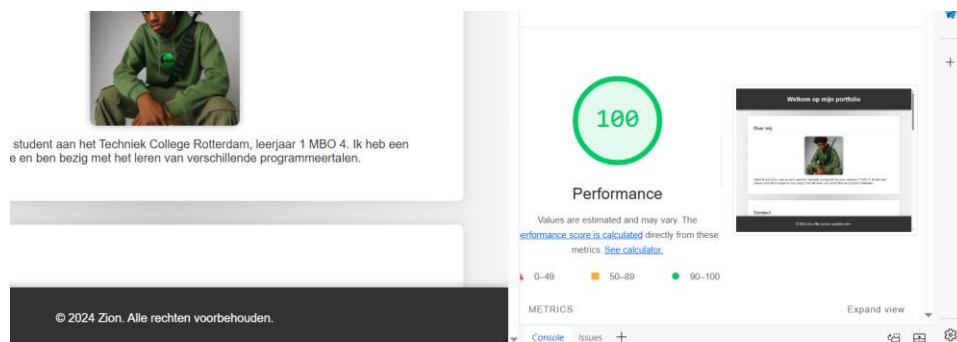 student aan het Techniek College Rotterdam, leerjaar 1 MBO 4. Ik heb een
e en ben bezig met het leren van verschillende programmeertalen.
© 2024 Zion. Alle rechten voorbehouden.
100
Performance
Values are estimated and may vary. The
performance score is calculated directly from these
metrics. See calculator.
0–49
50–89
90–100
METRICS
Expand view
Console
Issues
Welkom op mijn portfolio
Over mij
Contact